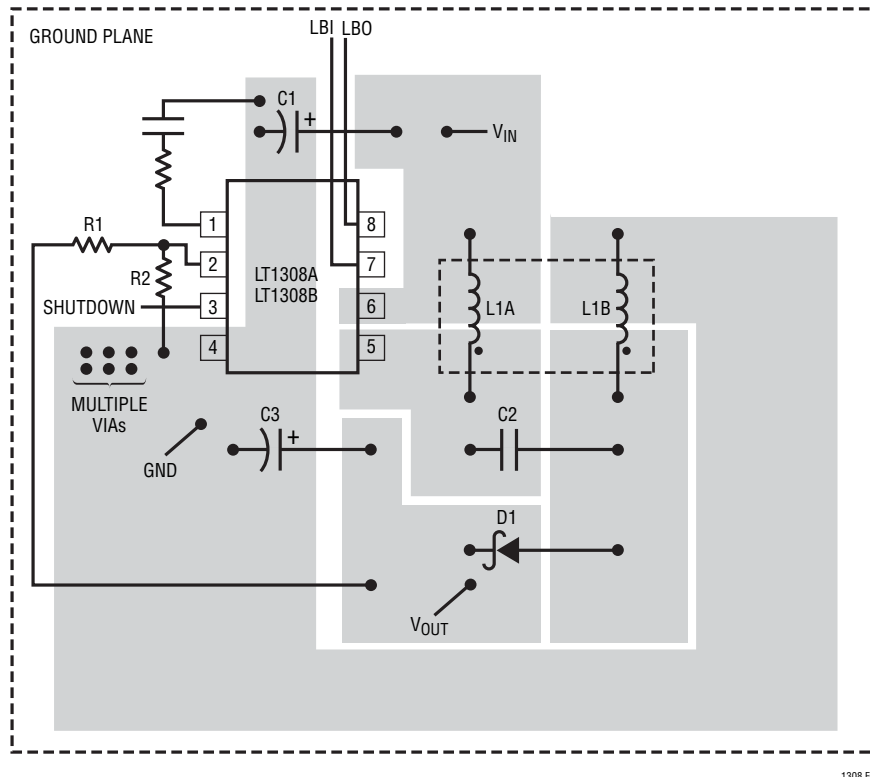 GROUND PLANE
LBI LBO
C1
+
VIN
R1
1
8
2
LT1308A
LT1308B
7
R2
L1A
L1B
SHUTDOWN
3
6
4
5
MULTIPLE
VIAs
C3
+
C2
GND
D1
VOUT
1308 F